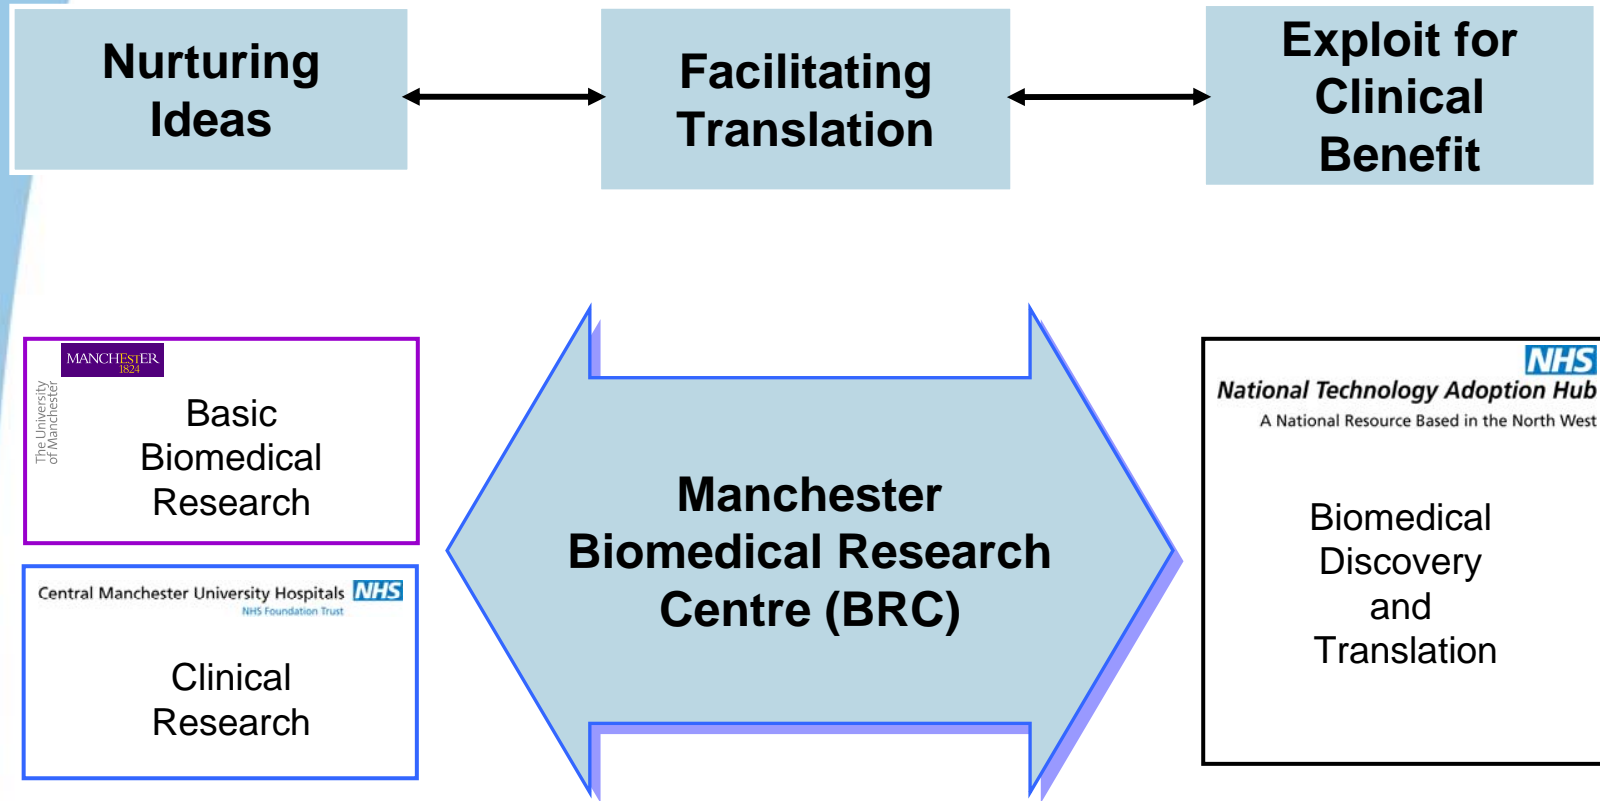 Nurturing
Ideas
Facilitating
Translation
Exploit for
Clinical
Benefit
MANCHESTER
1824
The University
of Manchester
Basic
Biomedical
Research
Central Manchester University Hospitals NHS
NHS Foundation Trust
Clinical
Research
Manchester
Biomedical Research
Centre (BRC)
NHS
National Technology Adoption Hub
A National Resource Based in the North West
Biomedical
Discovery
and
Translation